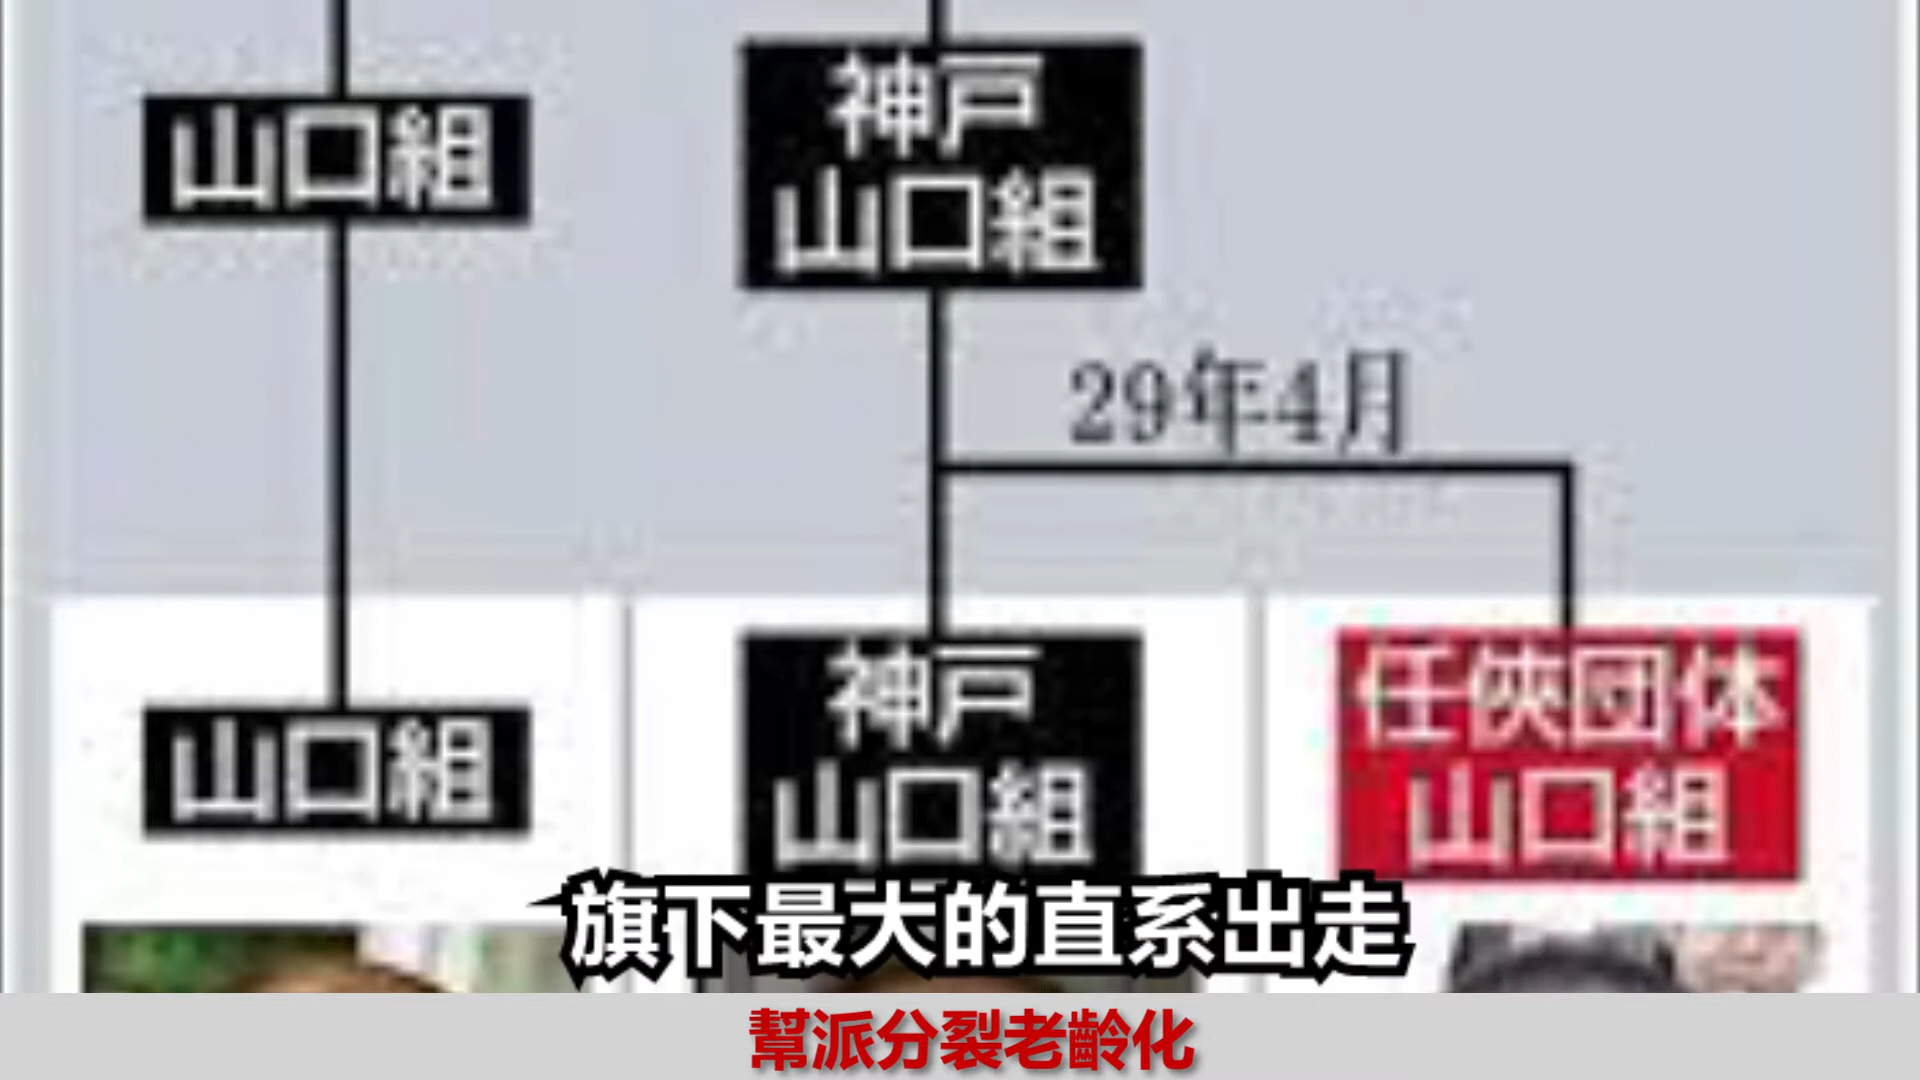 山口組
神戸
山口組
29年4月
山口組
神戸
山口組
任侠団体
山口組
旗下最大的直系出走
幫派分裂老齡化